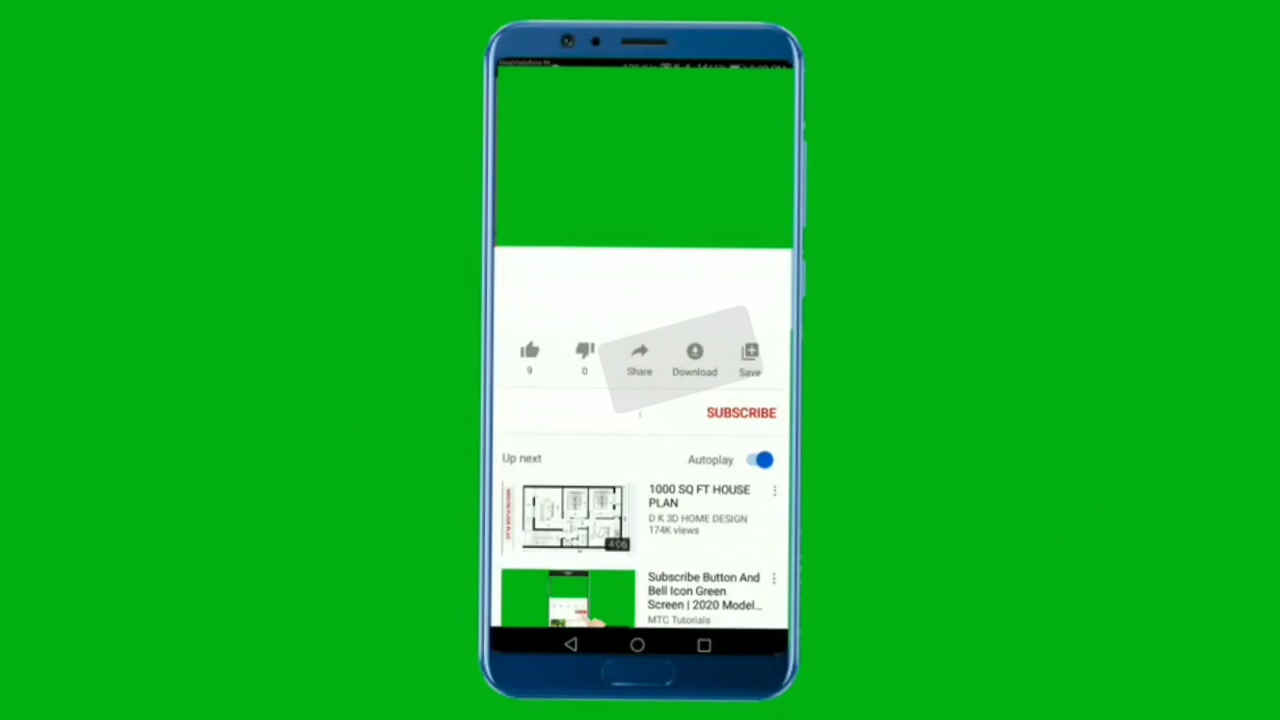 9
0
Share
Download
Save
SUBSCRIBE
Up next
Autoplay
1000 SQ FT HOUSE
PLAN
D K 3D HOME DESIGN
174K views
4:06
Subscribe Button And
Bell Icon Green
Screen | 2020 Model...
MTC Tutorials